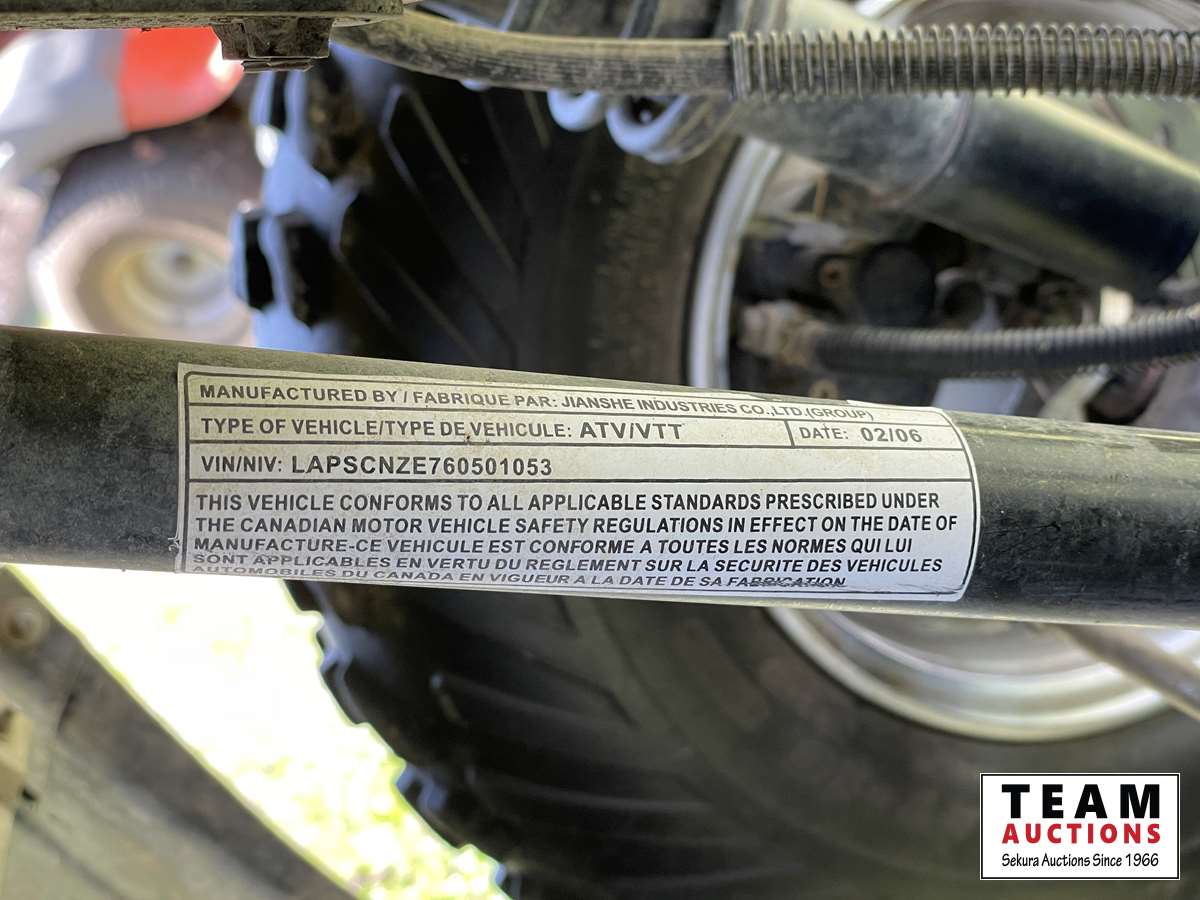 MANUFACTURED BY / FABRIQUE PAR: JIANSHE INDUSTRIES CO.,LTD.(GROUP)
TYPE OF VEHICLE/TYPE DE VEHICULE: ATV/VTT DATE: 02/06
VIN/NIV: LAPSCNZE760501053
THIS VEHICLE CONFORMS TO ALL APPLICABLE STANDARDS PRESCRIBED UNDER
THE CANADIAN MOTOR VEHICLE SAFETY REGULATIONS IN EFFECT ON THE DATE OF
MANUFACTURE-CE VEHICULE EST CONFORME A TOUTES LES NORMES QUI LUI
SONT APPLICABLES EN VERTU DU REGLEMENT SUR LA SECURITE DES VEHICULES
AUTOMOBILES DU CANADA EN VIGUEUR A LA DATE DE SA FABRICATION
TEAM
AUCTIONS
Sekura Auctions Since 1966